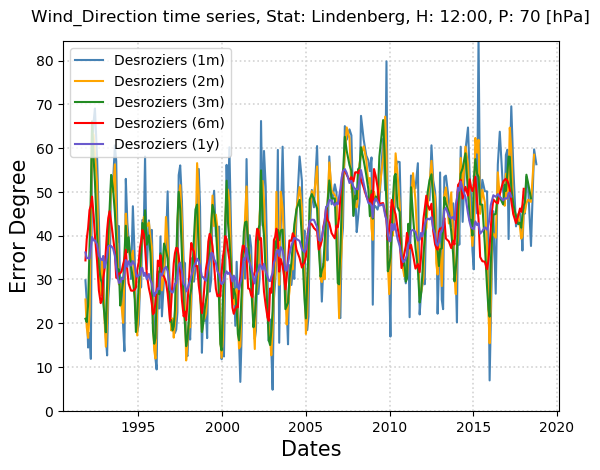 Wind_Direction time series, Stat: Lindenberg, H: 12:00, P: 70 [hPa]
Desroziers (1m)
Desroziers (2m)
Desroziers (3m)
Desroziers (6m)
Desroziers (1y)
Error Degree
80
70
60
50
40
30
20
10
0
1995 2000 2005 2010 2015 2020
Dates